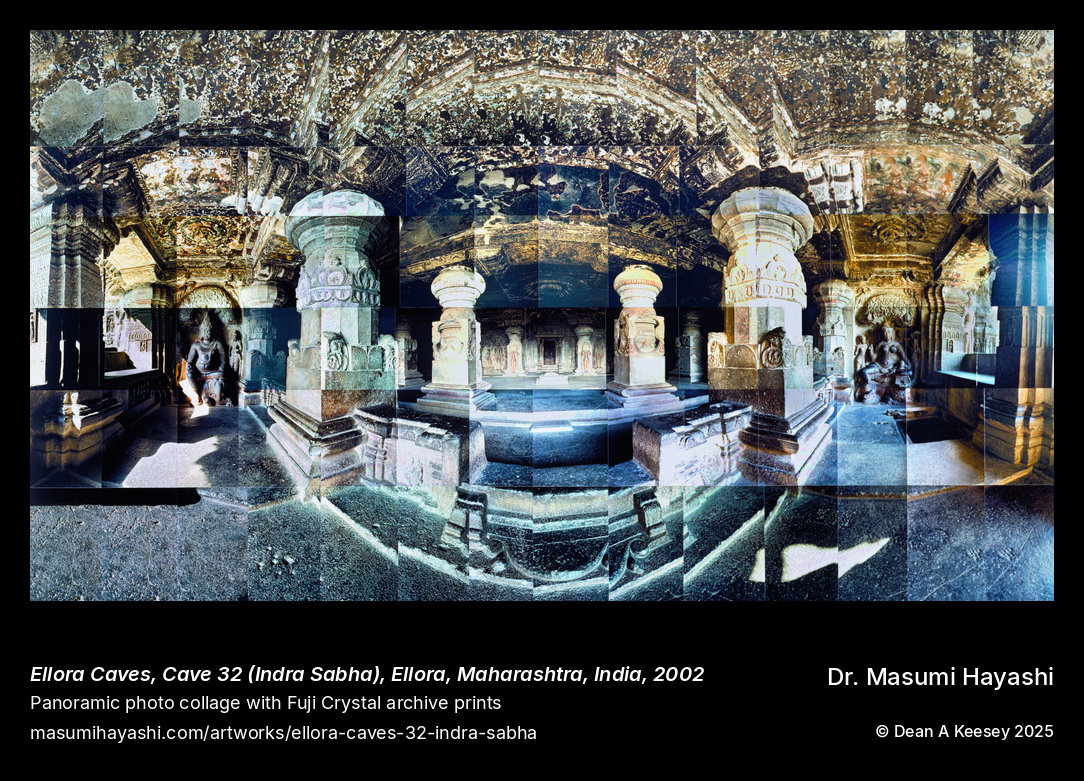 Ellora Caves, Cave 32 (Indra Sabha), Ellora, Maharashtra, India, 2002
Panoramic photo collage with Fuji Crystal archive prints
masumihayashi.com/artworks/ellora-caves-32-indra-sabha
Dr. Masumi Hayashi
© Dean A Keesey 2025